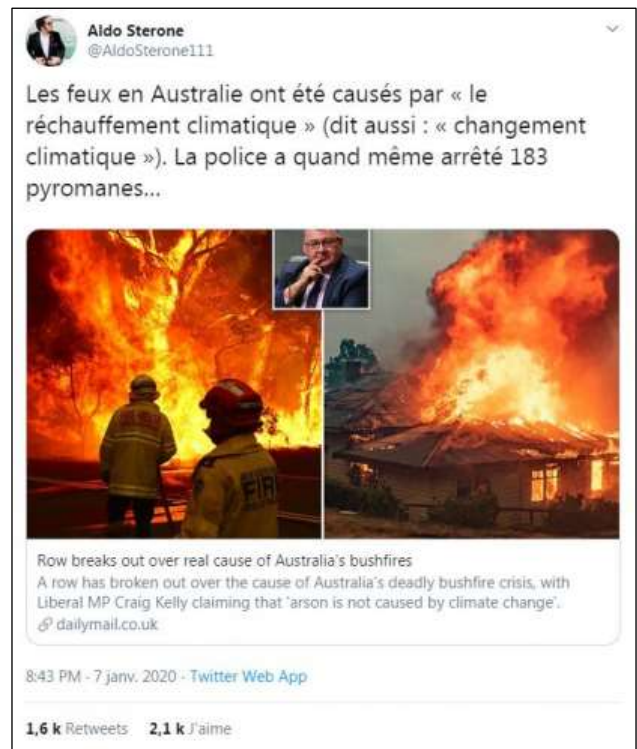 Aldo Sterone
@AldoSterone111
Les feux en Australie ont été causés par « le
réchauffement climatique » (dit aussi : « changement
climatique »). La police a quand même arrêté 183
pyromanes...
FIR
Row breaks out over real cause of Australia's bushfires
A row has broken out over the cause of Australia's deadly bushfire crisis, with
Liberal MP Craig Kelly claiming that 'arson is not caused by climate change'.
dailymail.co.uk
8:43 PM - 7 janv. 2020 - Twitter Web App
1,6 k Retweets 2,1 k J'aime